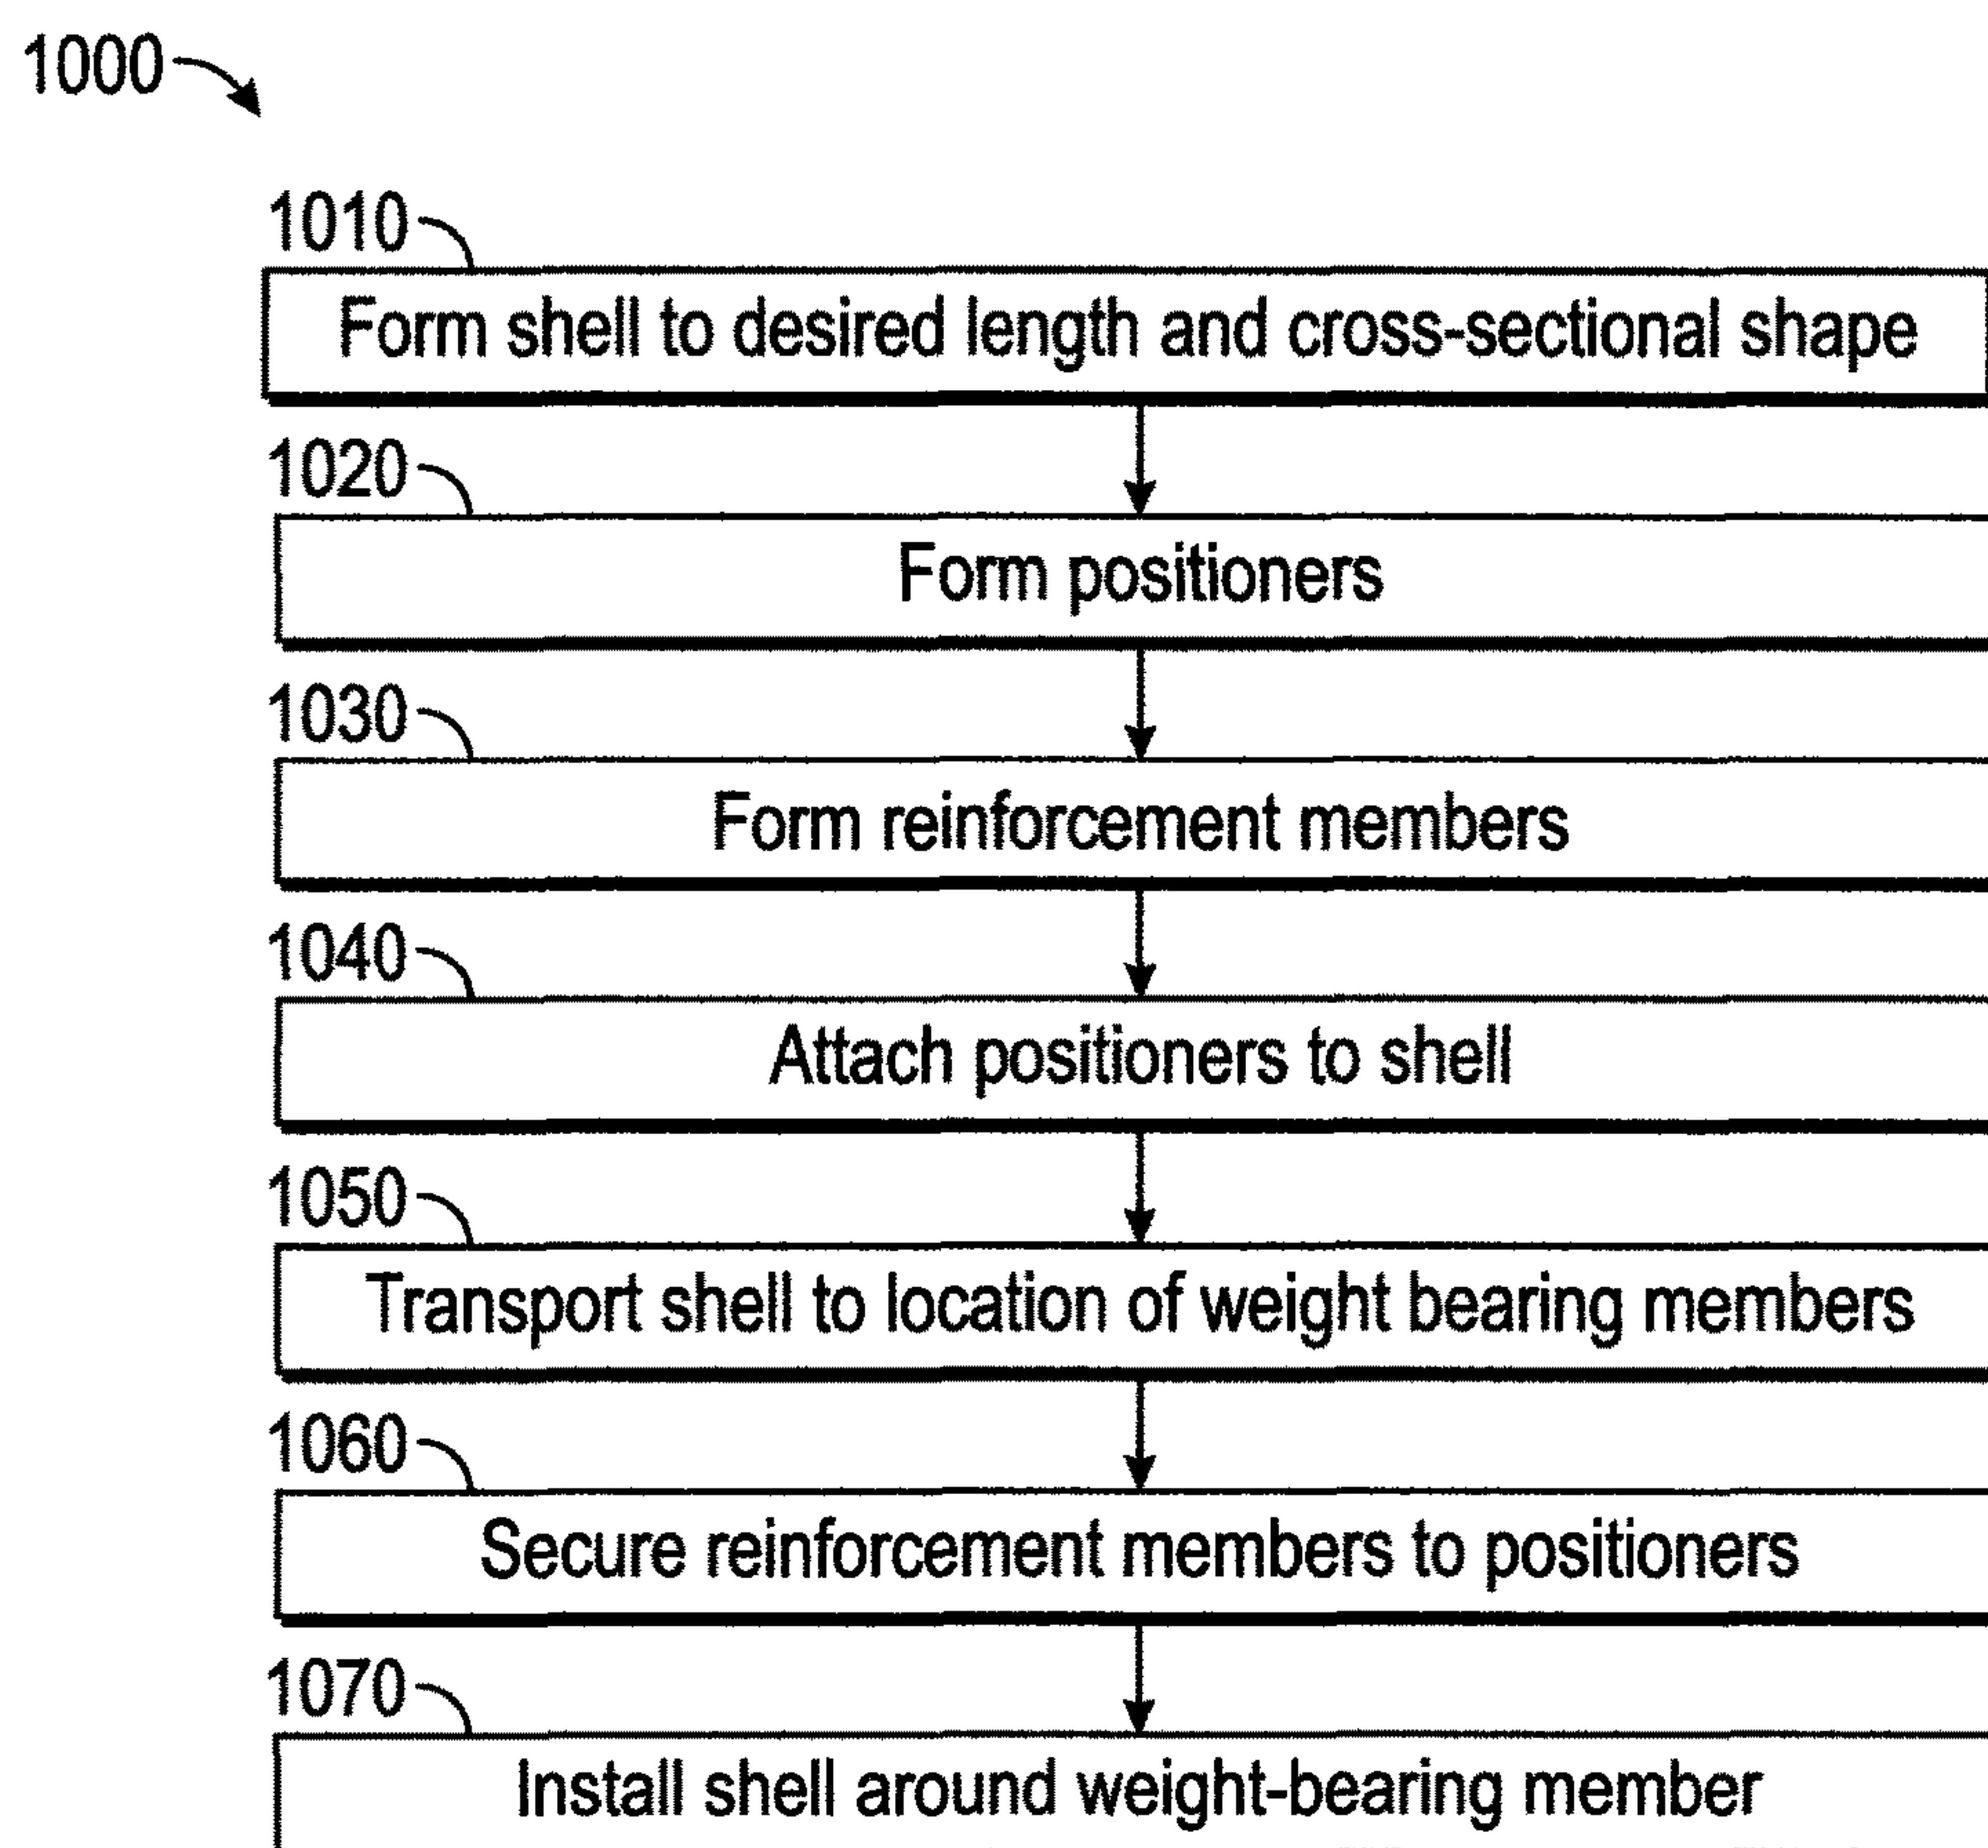 1000
1010
Form shell to desired length and cross-sectional shape
1020
Form positioners
1030
Form reinforcement members
1040
Attach positioners to shell
1050
Transport shell to location of weight bearing members
1060
Secure reinforcement members to positioners
1070
Install shell around weight-bearing member